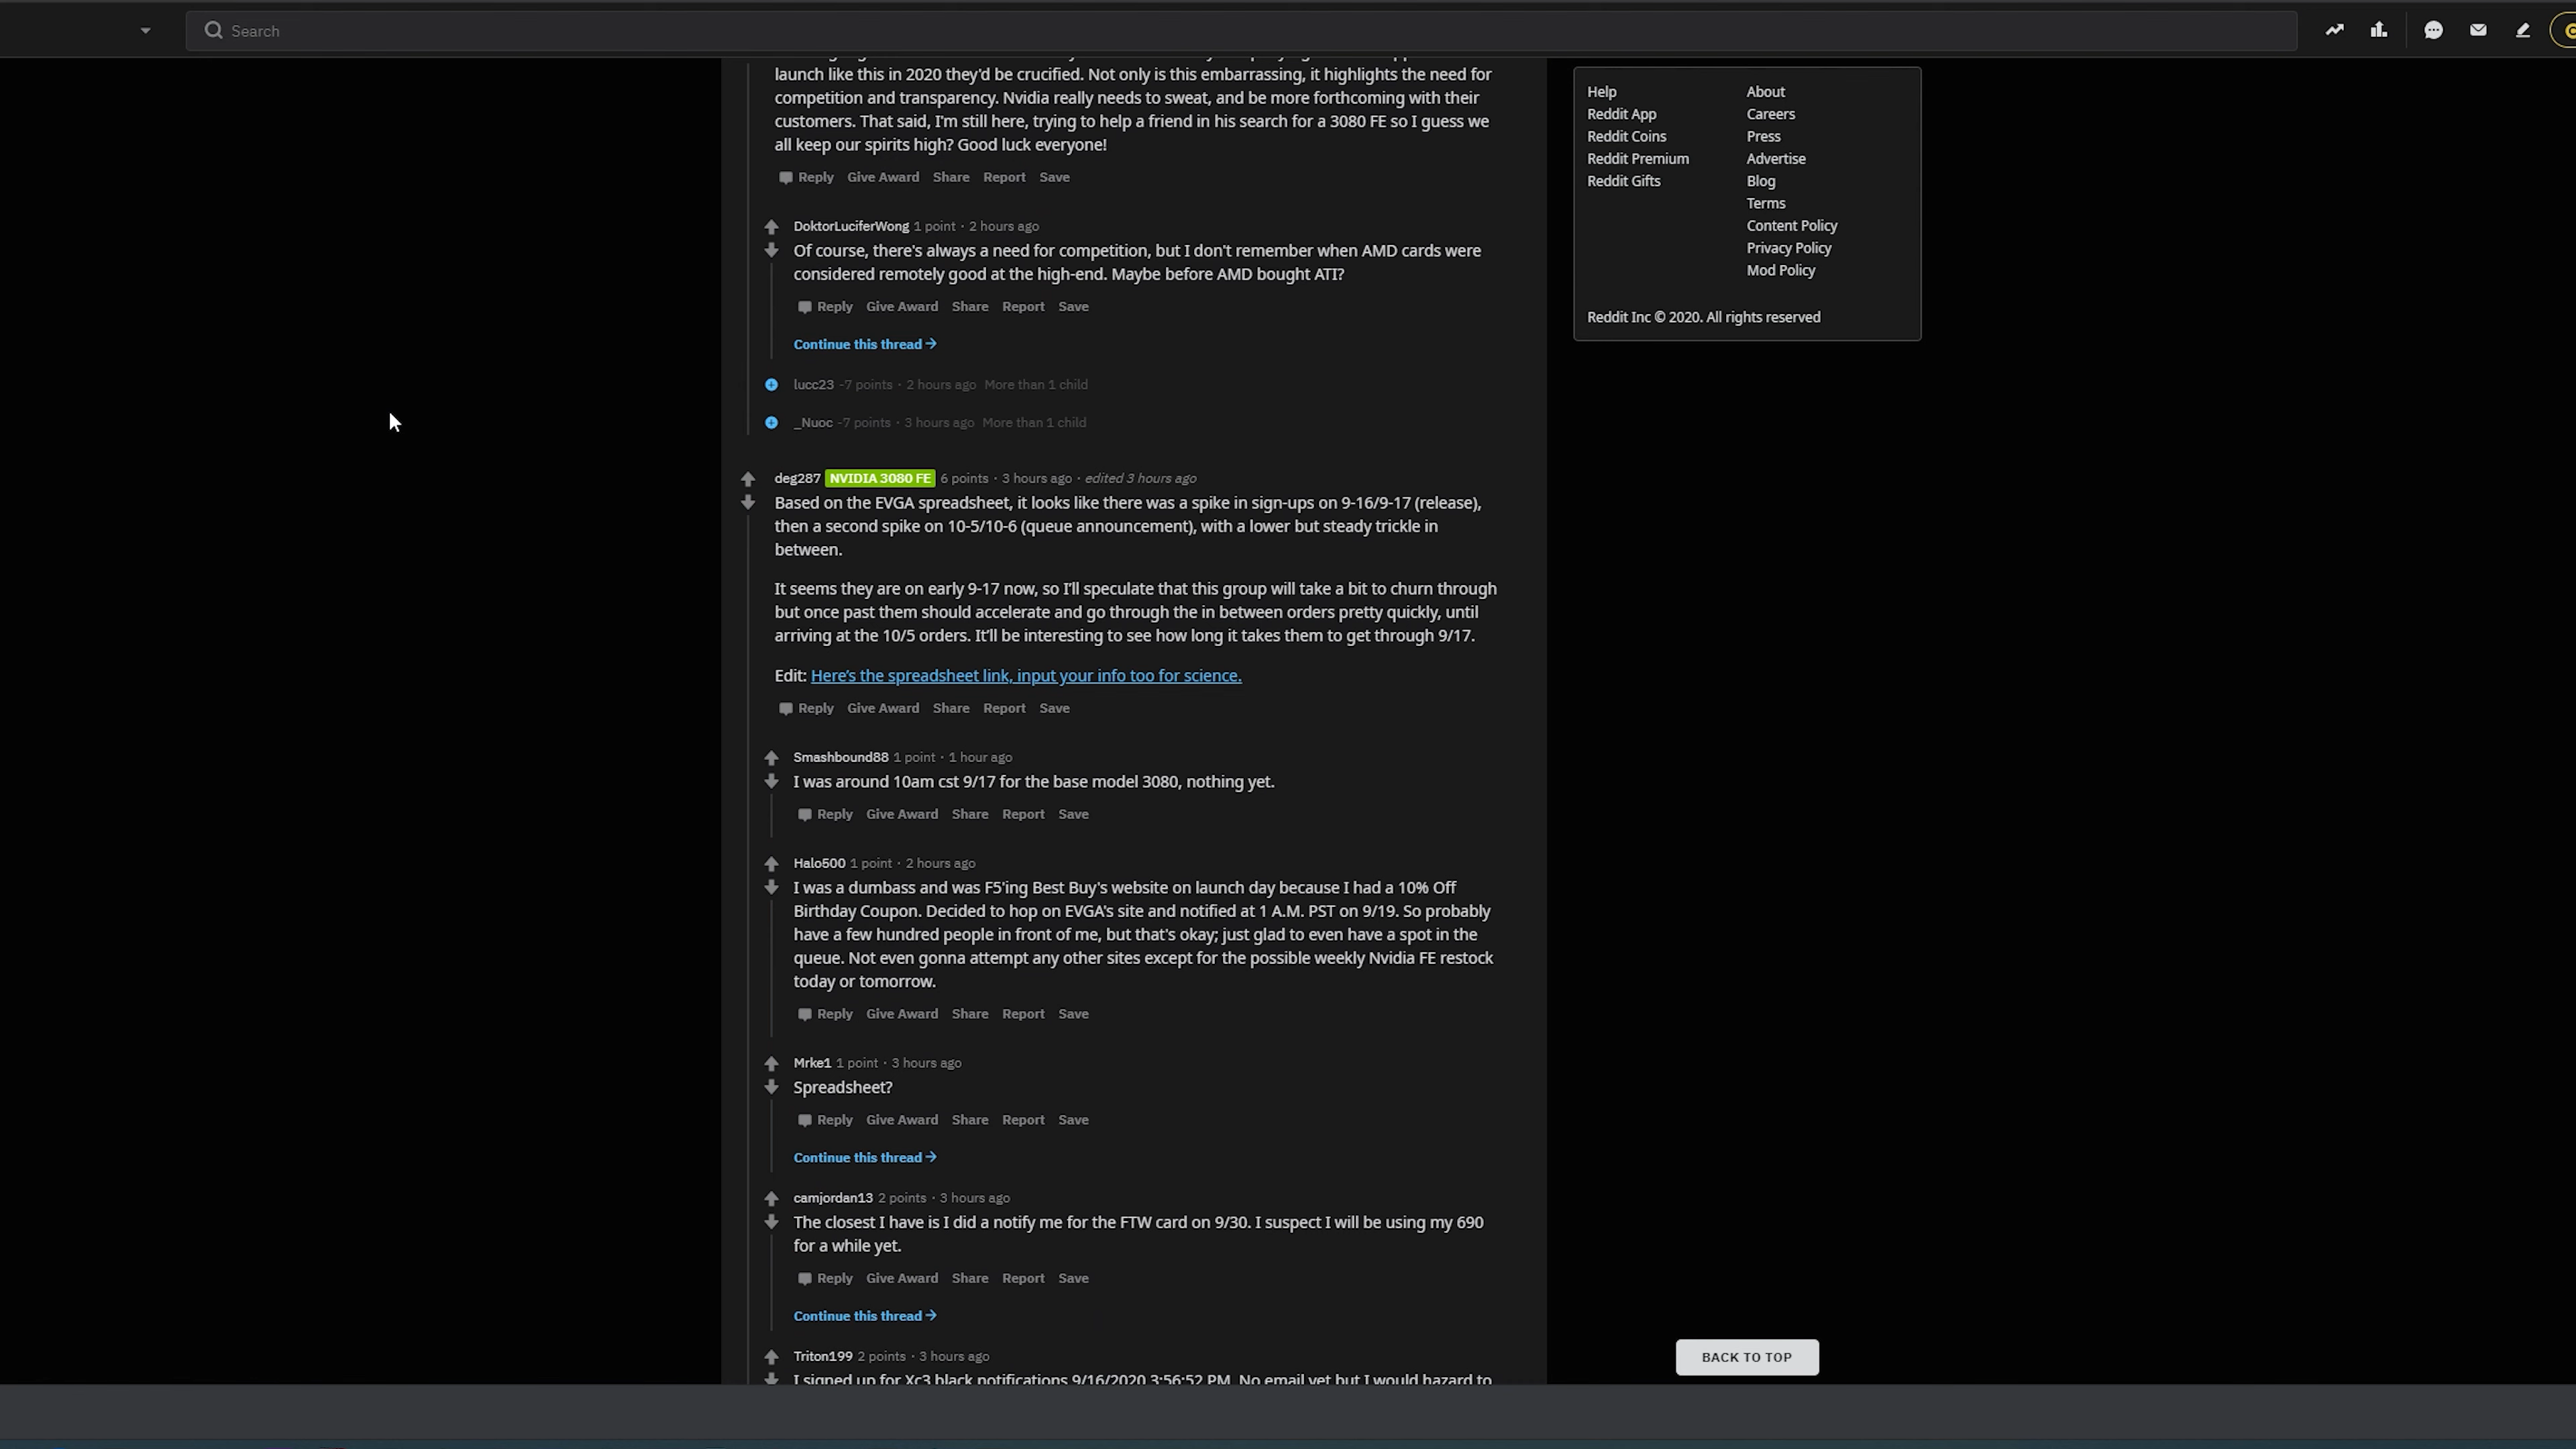 Search
launch like this in 2020 they'd be crucified. Not only is this embarrassing, it highlights the need for
competition and transparency. Nvidia really needs to sweat, and be more forthcoming with their
customers. That said, I'm still here, trying to help a friend in his search for a 3080 FE so I guess we
all keep our spirits high? Good luck everyone!
Reply Give Award Share Report Save
DoktorLuciferWong 1 point · 2 hours ago
Of course, there's always a need for competition, but I don't remember when AMD cards were
considered remotely good at the high-end. Maybe before AMD bought ATI?
Reply Give Award Share Report Save
Continue this thread →
lucc23 -7 points · 2 hours ago More than 1 child
_Nuoc -7 points · 3 hours ago More than 1 child
deg287 NVIDIA 3080 FE 6 points · 3 hours ago · edited 3 hours ago
Based on the EVGA spreadsheet, it looks like there was a spike in sign-ups on 9-16/9-17 (release),
then a second spike on 10-5/10-6 (queue announcement), with a lower but steady trickle in
between.
It seems they are on early 9-17 now, so I'll speculate that this group will take a bit to churn through
but once past them should accelerate and go through the in between orders pretty quickly, until
arriving at the 10/5 orders. It'll be interesting to see how long it takes them to get through 9/17.
Edit: Here's the spreadsheet link, input your info too for science.
Reply Give Award Share Report Save
Smashbound88 1 point · 1 hour ago
I was around 10am cst 9/17 for the base model 3080, nothing yet.
Reply Give Award Share Report Save
Halo500 1 point · 2 hours ago
I was a dumbass and was F5'ing Best Buy's website on launch day because I had a 10% Off
Birthday Coupon. Decided to hop on EVGA's site and notified at 1 A.M. PST on 9/19. So probably
have a few hundred people in front of me, but that's okay; just glad to even have a spot in the
queue. Not even gonna attempt any other sites except for the possible weekly Nvidia FE restock
today or tomorrow.
Reply Give Award Share Report Save
Mrke1 1 point · 3 hours ago
Spreadsheet?
Reply Give Award Share Report Save
Continue this thread →
camjordan13 2 points · 3 hours ago
The closest I have is I did a notify me for the FTW card on 9/30. I suspect I will be using my 690
for a while yet.
Reply Give Award Share Report Save
Continue this thread →
Triton199 2 points · 3 hours ago
I signed up for Xc3 black notifications 9/16/2020 3:56:52 PM. No email yet but I would hazard to
Help About
Reddit App Careers
Reddit Coins Press
Reddit Premium Advertise
Reddit Gifts Blog
Terms
Content Policy
Privacy Policy
Mod Policy
Reddit Inc © 2020. All rights reserved
BACK TO TOP